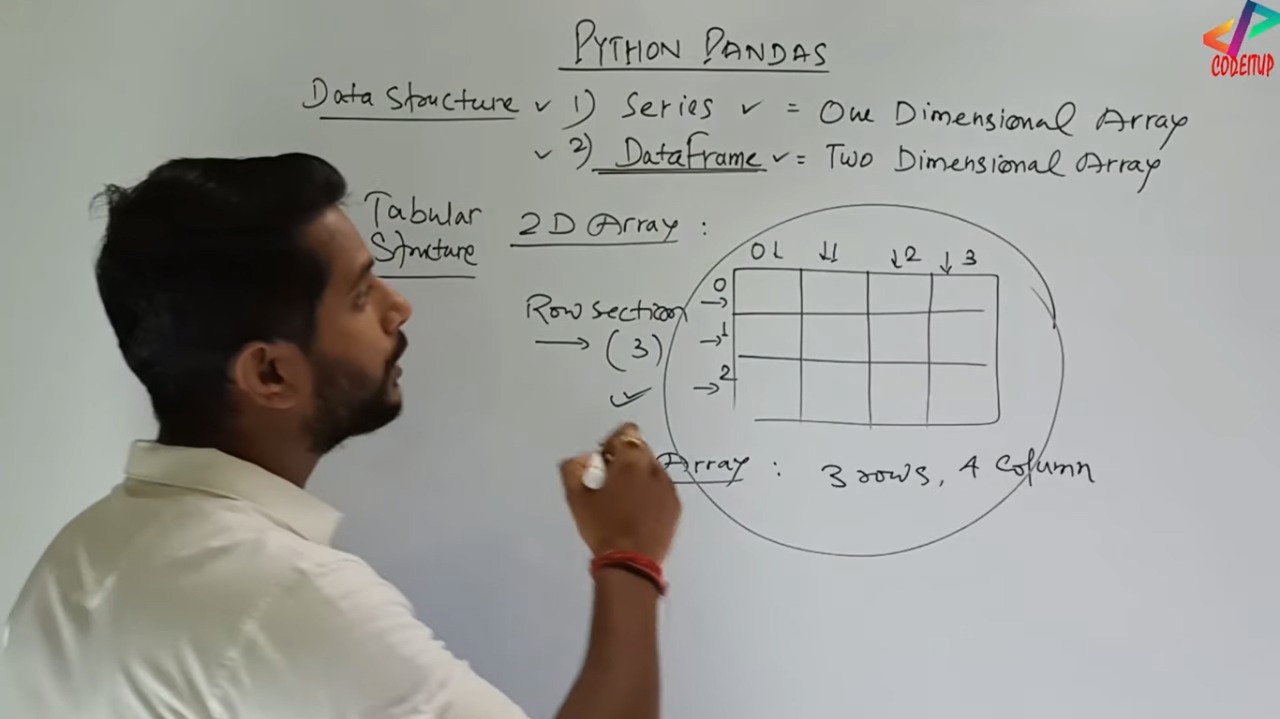 PYTHON PANDAS
CODEITUP
Data Structure ✓ 1) Series ✓ = One Dimensional Array
✓ 2) DataFrame ✓ = Two Dimensional Array
Tabular Structure
2D Array :
0↓ ↓1 ↓2 ↓3
0 →
→ 1
→ 2
Row section
→ (3)
✓
Array : 3 rows, 4 Column